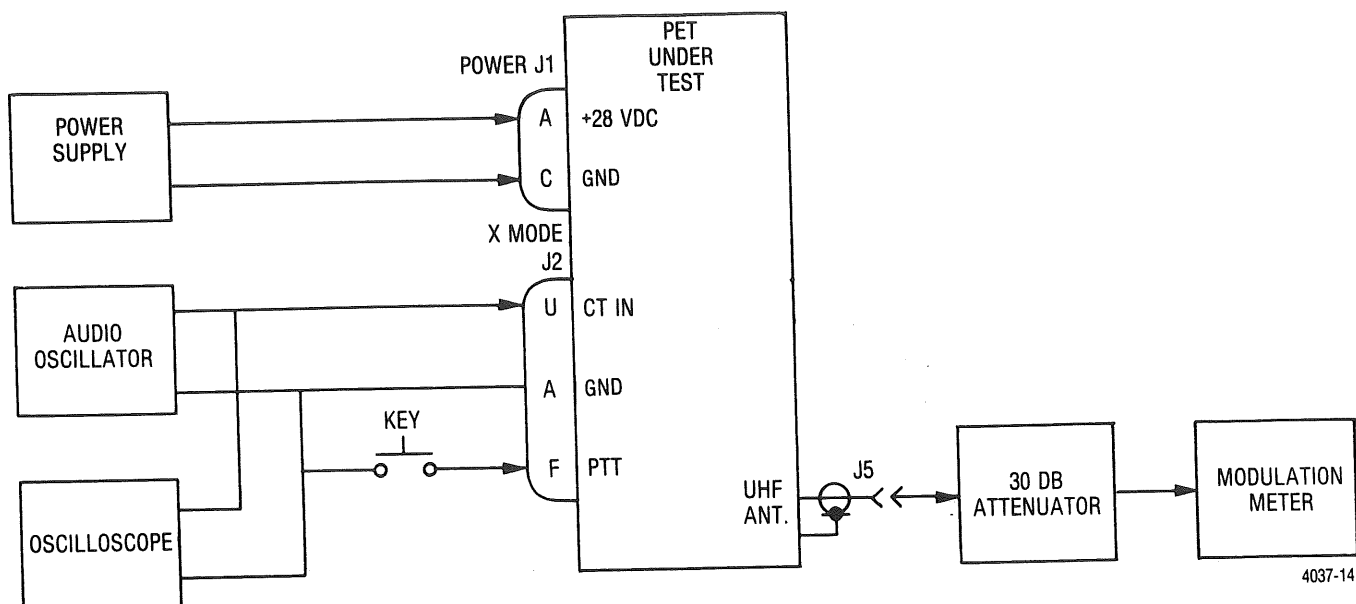 PET
UNDER
TEST
POWER J1
POWER
SUPPLY
A +28 VDC
C GND
X MODE
J2
AUDIO
OSCILLATOR
U CT IN
A GND
KEY
F PTT
OSCILLOSCOPE
UHF
ANT.
J5
30 DB
ATTENUATOR
MODULATION
METER
4037-14